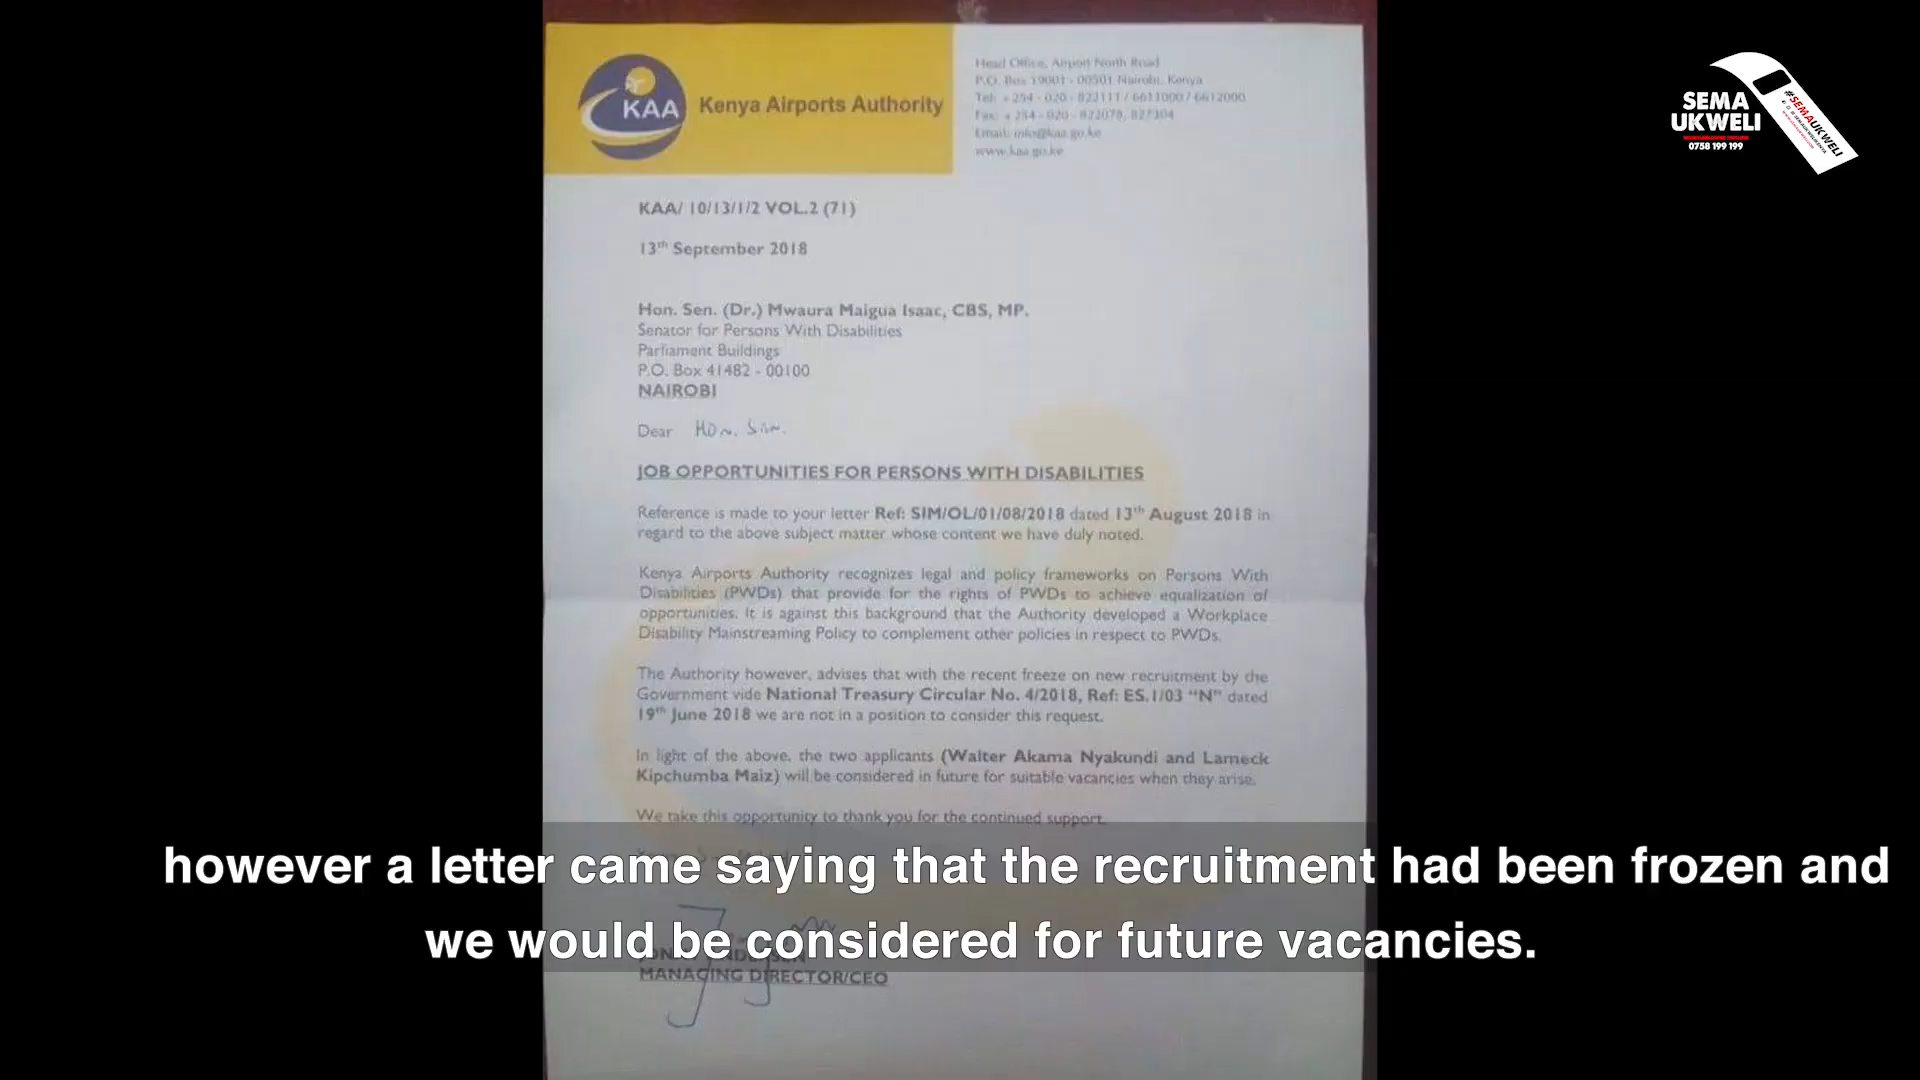 KAA
Kenya Airports Authority
Head Office, Airport North Road
P.O. Box 19001 - 00501 Nairobi, Kenya
Tel: + 254 - 020 - 822111 / 6611000 / 6612000
Fax: + 254 - 020 - 822078, 827304
Email: info@kaa.go.ke
www.kaa.go.ke
SEMA
UKWELI
0758 199 199
#SEMAUKWELI
KAA/ 10/13/1/2 VOL.2 (71)
13th September 2018
Hon. Sen. (Dr.) Mwaura Maigua Isaac, CBS, MP.
Senator for Persons With Disabilities
Parliament Buildings
P.O. Box 41482 - 00100
NAIROBI
Dear Hon. Sen.
JOB OPPORTUNITIES FOR PERSONS WITH DISABILITIES
Reference is made to your letter Ref: SIM/OL/01/08/2018 dated 13th August 2018 in
regard to the above subject matter whose content we have duly noted.
Kenya Airports Authority recognizes legal and policy frameworks on Persons With
Disabilities (PWDs) that provide for the rights of PWDs to achieve equalization of
opportunities. It is against this background that the Authority developed a Workplace
Disability Mainstreaming Policy to complement other policies in respect to PWDs.
The Authority however, advises that with the recent freeze on new recruitment by the
Government vide National Treasury Circular No. 4/2018, Ref: ES.1/03 “N” dated
19th June 2018 we are not in a position to consider this request.
In light of the above, the two applicants (Walter Akama Nyakundi and Lameck
Kipchumba Maiz) will be considered in future for suitable vacancies when they arise.
We take this opportunity to thank you for the continued support.
however a letter came saying that the recruitment had been frozen and
we would be considered for future vacancies.
MANAGING DIRECTOR/CEO